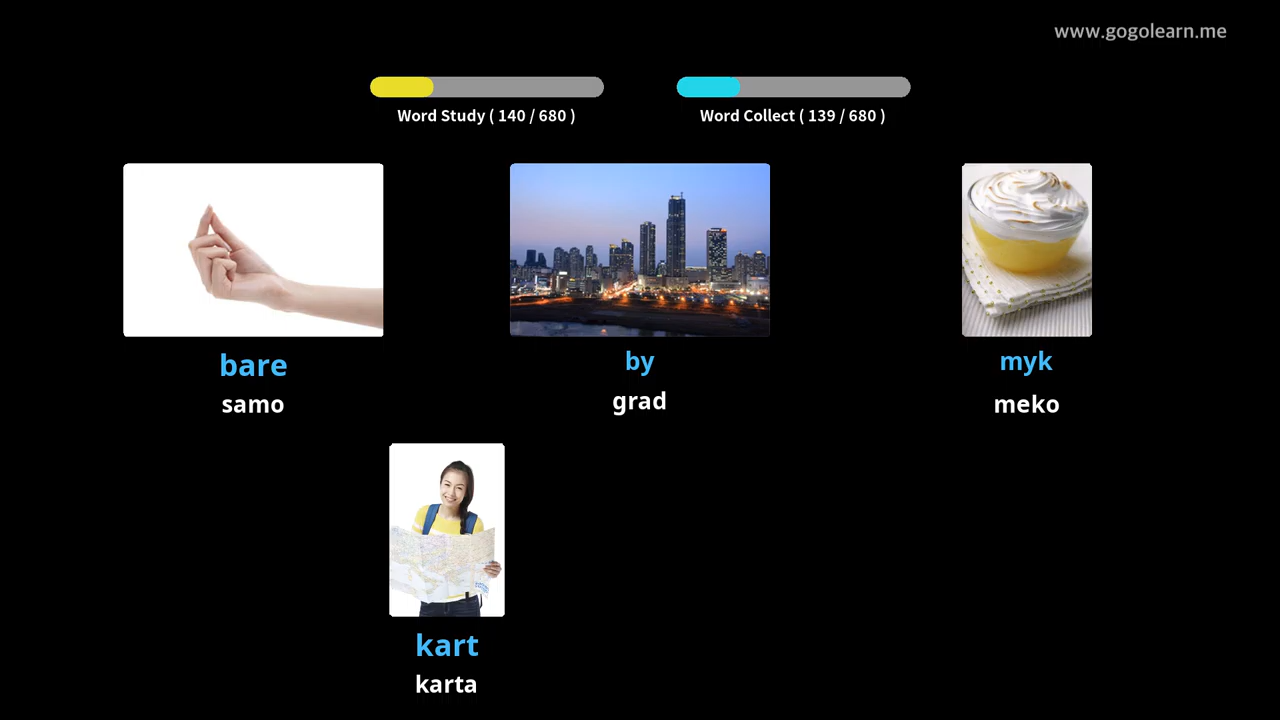 www.gogolearn.me
Word Study ( 140 / 680 )
Word Collect ( 139 / 680 )
bare
samo
by
grad
myk
meko
kart
karta